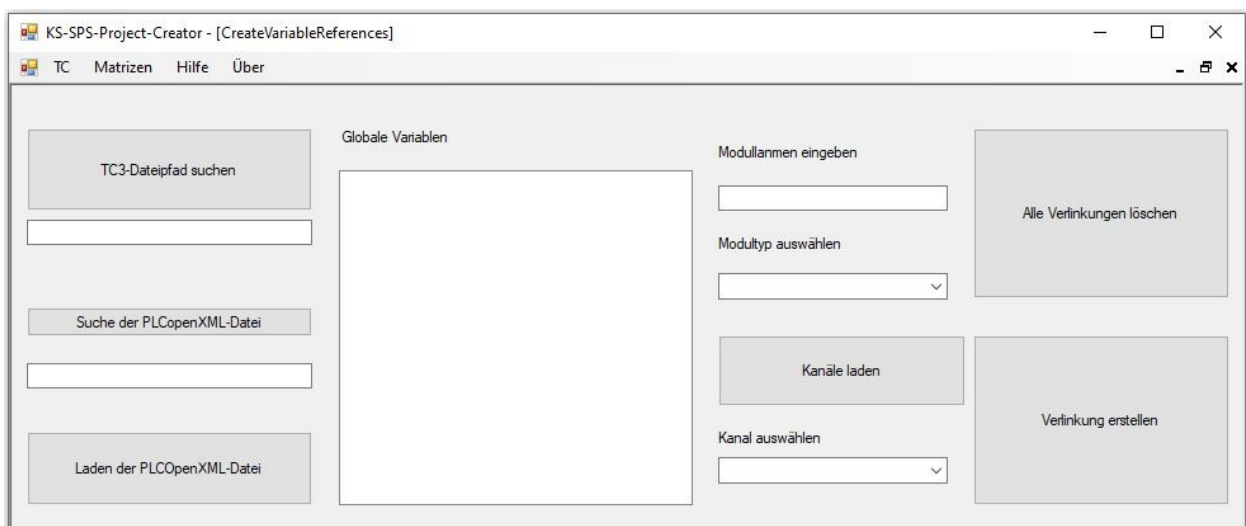 KS-SPS-Project-Creator - [CreateVariableReferences]
TC Matrizen Hilfe Über
TC3-Dateipfad suchen
Suche der PLCopenXML-Datei
Laden der PLCOpenXML-Datei
Globale Variablen
Modullanmen eingeben
Modultyp auswählen
Kanäle laden
Kanal auswählen
Alle Verlinkungen löschen
Verlinkung erstellen